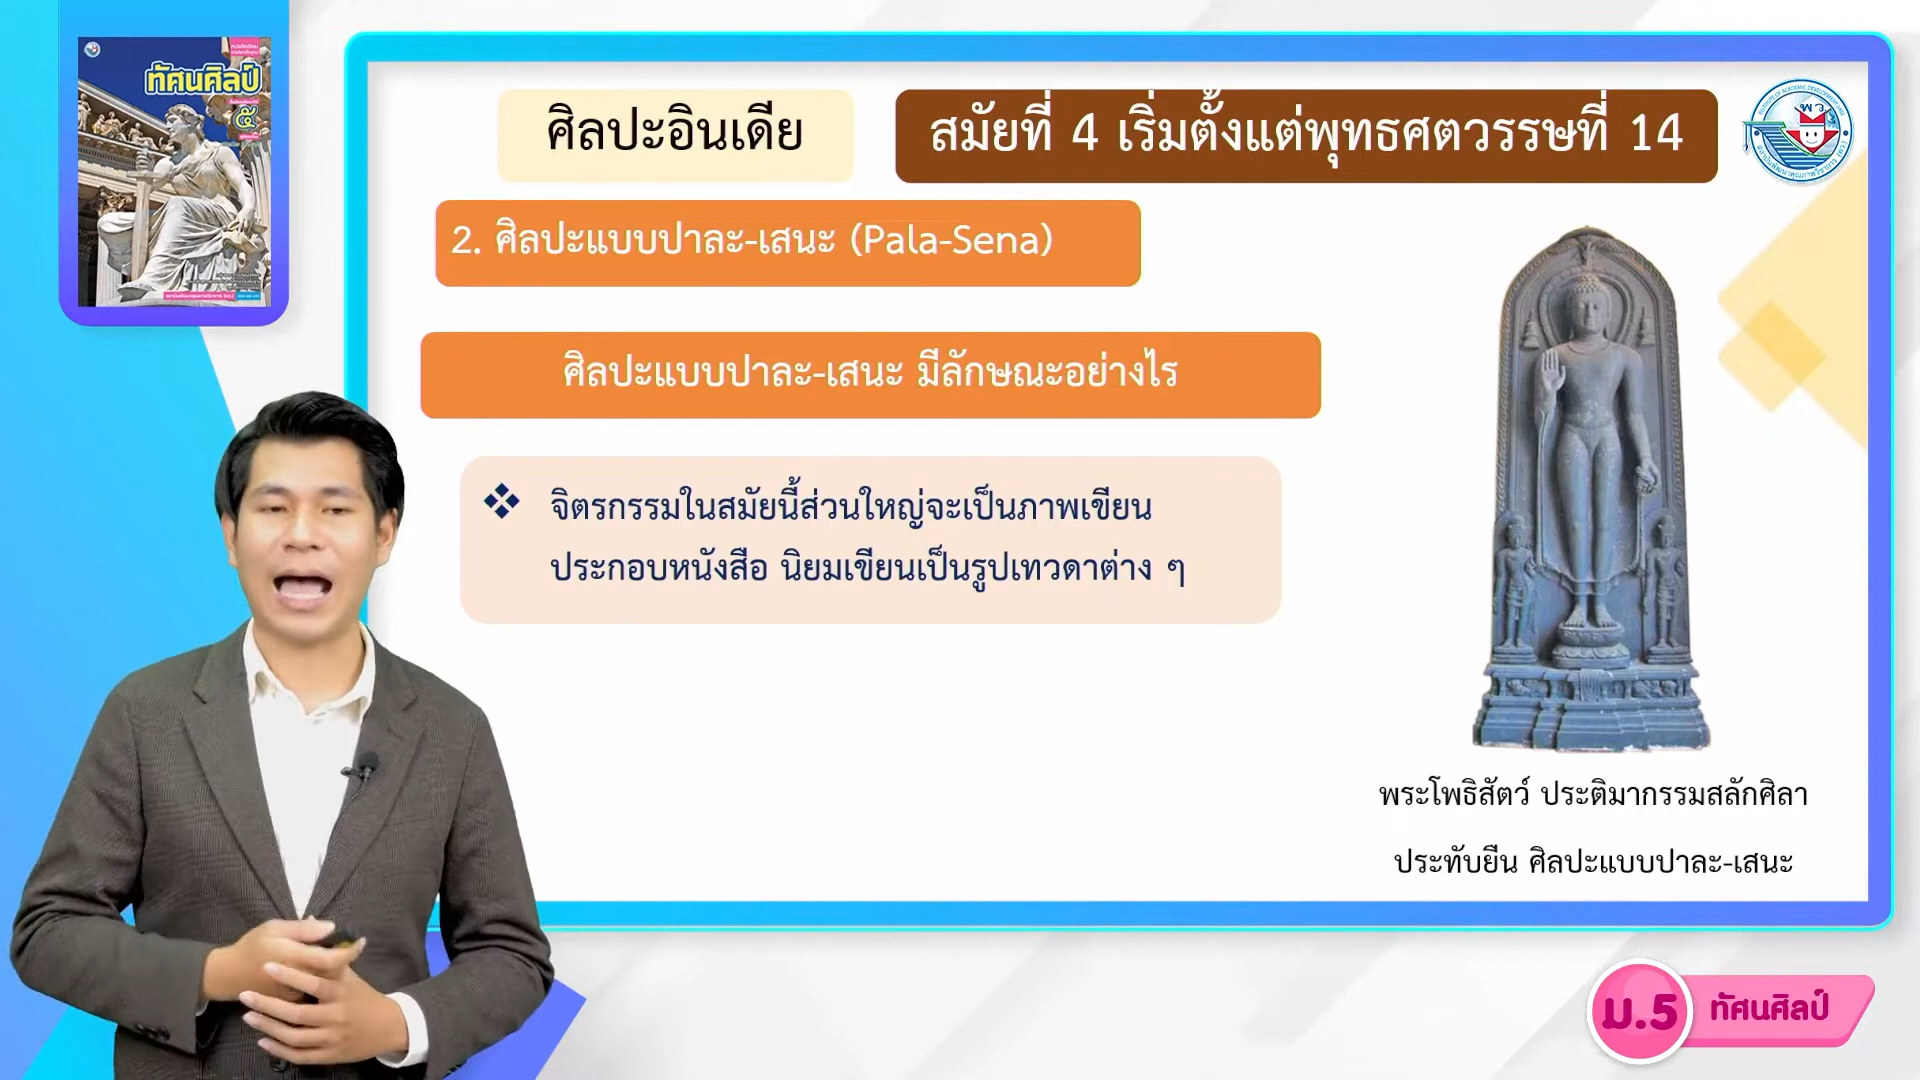 ทัศนศิลป์
๕
ศิลปะอินเดีย
สมัยที่ 4 เริ่มตั้งแต่พุทธศตวรรษที่ 14
2. ศิลปะแบบปาละ-เสนะ (Pala-Sena)
ศิลปะแบบปาละ-เสนะ มีลักษณะอย่างไร
❖ จิตรกรรมในสมัยนี้ส่วนใหญ่จะเป็นภาพเขียน
ประกอบหนังสือ นิยมเขียนเป็นรูปเทวดาต่าง ๆ
พระโพธิสัตว์ ประติมากรรมสลักศิลา
ประทับยืน ศิลปะแบบปาละ-เสนะ
ม.5 ทัศนศิลป์